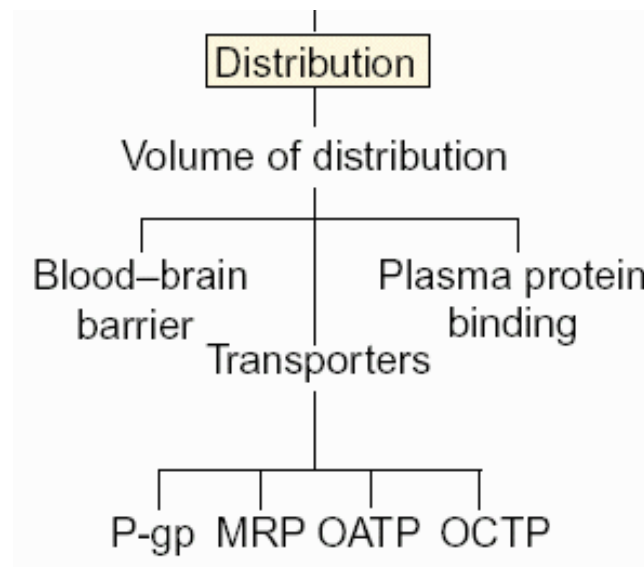 Distribution
Volume of distribution
Blood–brain
barrier
Plasma protein
binding
Transporters
P-gp MRP OATP OCTP